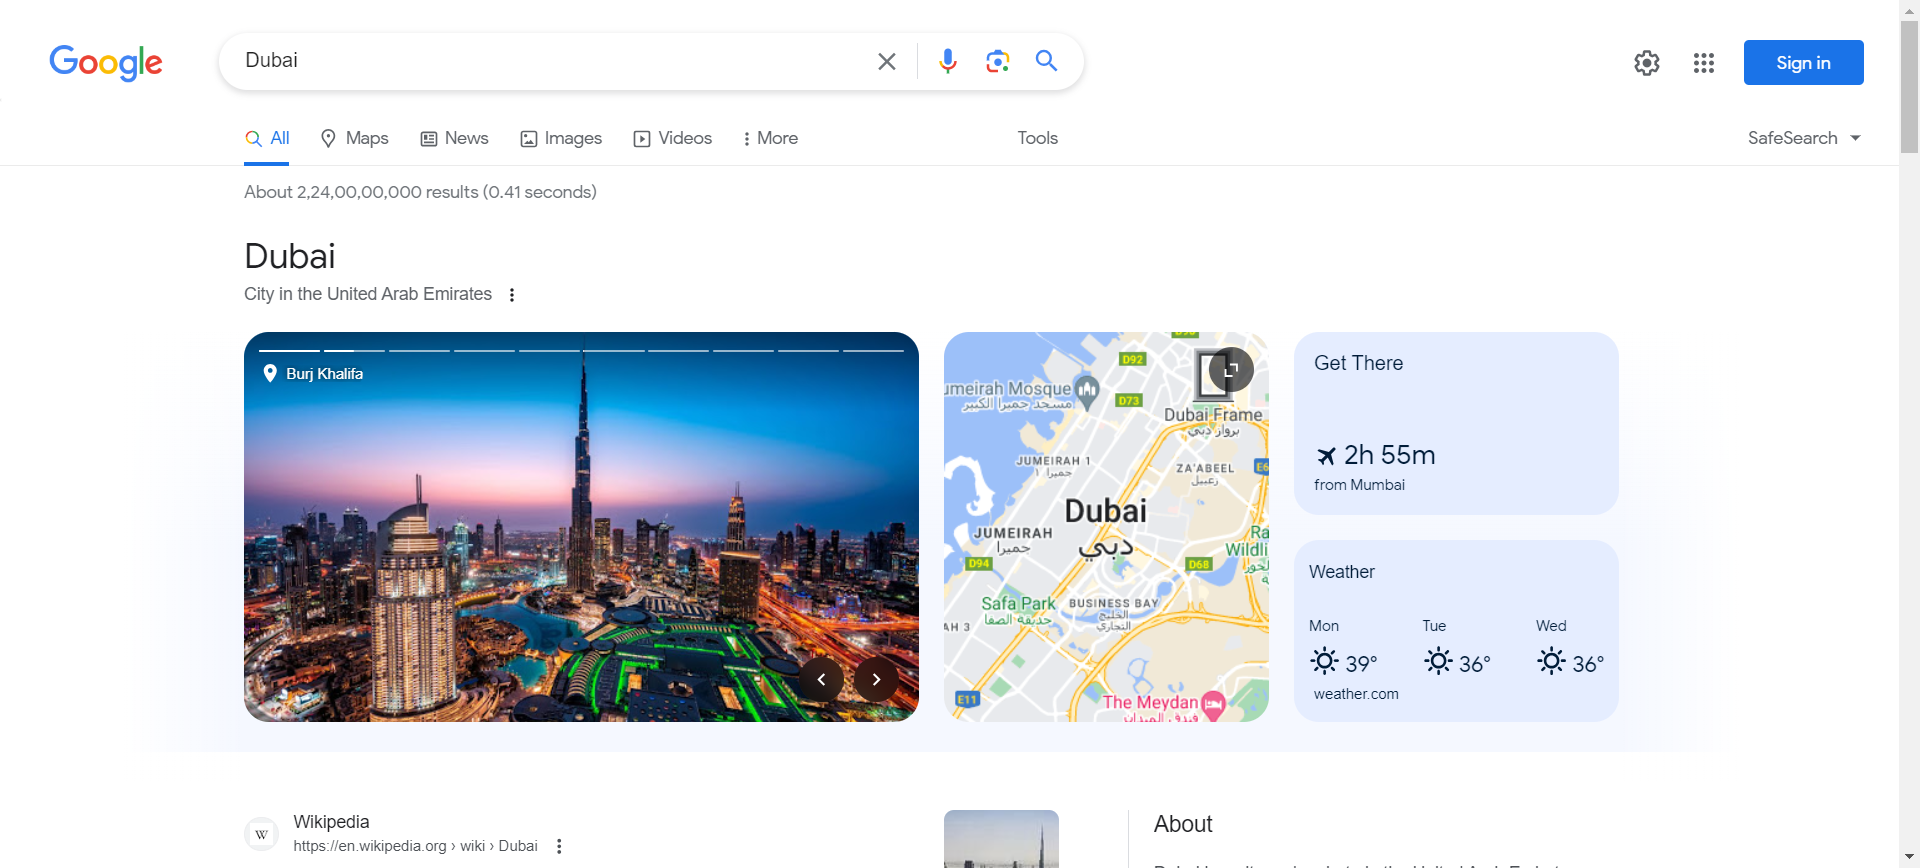 Google
Dubai
Sign in
All
Maps
News
Images
Videos
More
Tools
SafeSearch
About 2,24,00,00,000 results (0.41 seconds)
Dubai
City in the United Arab Emirates
Burj Khalifa
D92
Jumeirah Mosque
مسجد جميرا الكبير
D73
Dubai Frame
برواز دبي
JUMEIRAH 1
جميرا ١
ZA'ABEEL
زعبيل
E6
Dubai
دبي
JUMEIRAH
جميرا
Ra
Wildli
D94
D68
Safa Park
حديقة الصفا
BUSINESS BAY
الخليج
التجاري
AH 3
E11
The Meydan
فندق الميدان
Get There
2h 55m
from Mumbai
Weather
Mon
Tue
Wed
39°
36°
36°
weather.com
W
Wikipedia
https://en.wikipedia.org › wiki › Dubai
About